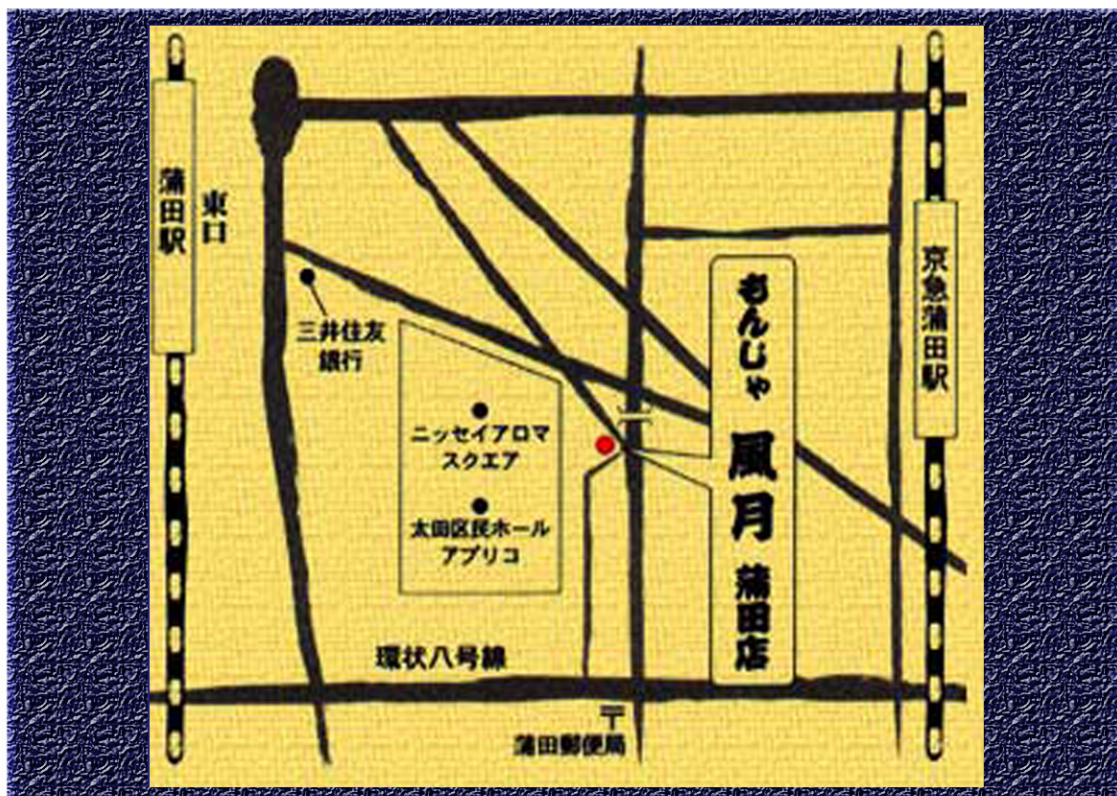 蒲田駅
東口
三井住友
銀行
ニッセイアロマ
スクエア
太田区民ホール
アプリコ
環状八号線
〒
蒲田郵便局
もんじゃ
風月
蒲田店
京急蒲田駅